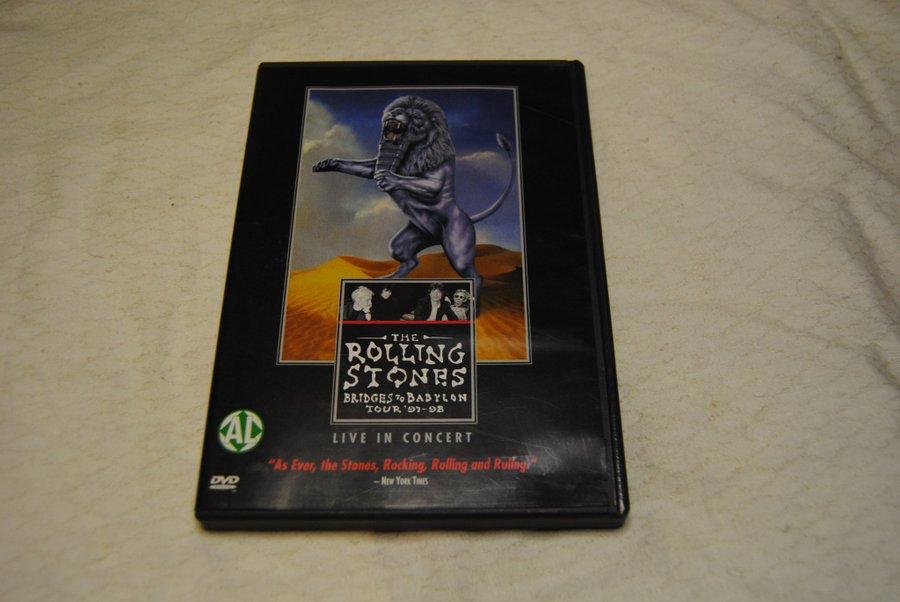 THE
ROLLING
STONES
BRIDGES TO BABYLON
TOUR '97-98
LIVE IN CONCERT
AL
"As Ever, the Stones, Rocking, Rolling and Ruling!"
– NEW YORK TIMES
DVD